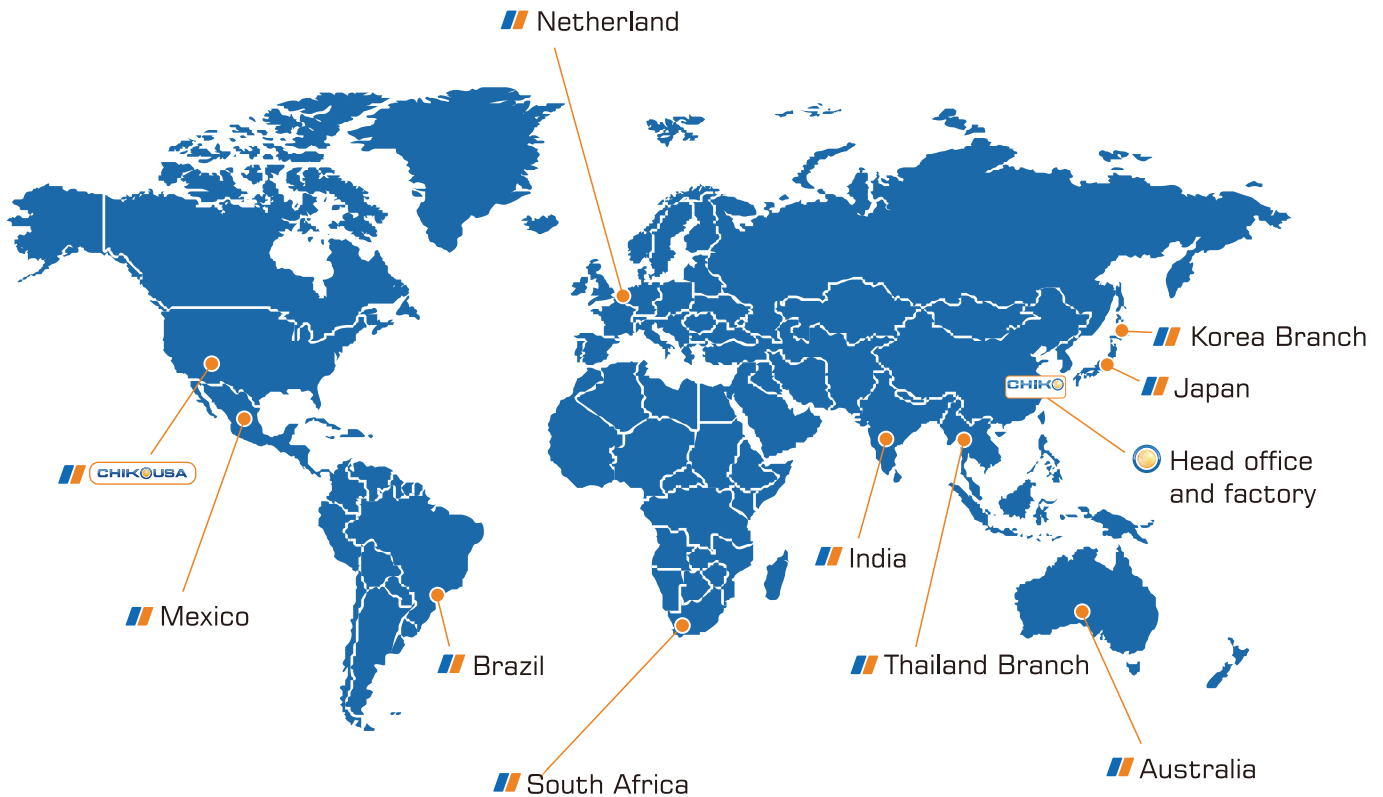 Netherland
Korea Branch
Japan
CHIKO
Head office
and factory
CHIKOUSA
India
Mexico
Brazil
Thailand Branch
South Africa
Australia